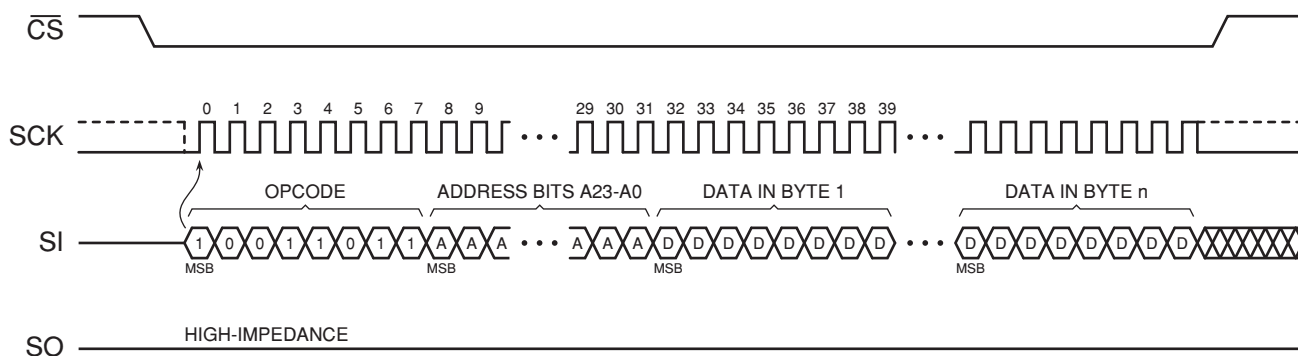 CS
SCK
0 1 2 3 4 5 6 7 8 9 29 30 31 32 33 34 35 36 37 38 39
OPCODE ADDRESS BITS A23-A0 DATA IN BYTE 1 DATA IN BYTE n
SI
1 0 0 1 1 0 1 1 A A A A A A D D D D D D D D D D D D D D D D
MSB MSB MSB MSB
HIGH-IMPEDANCE
SO